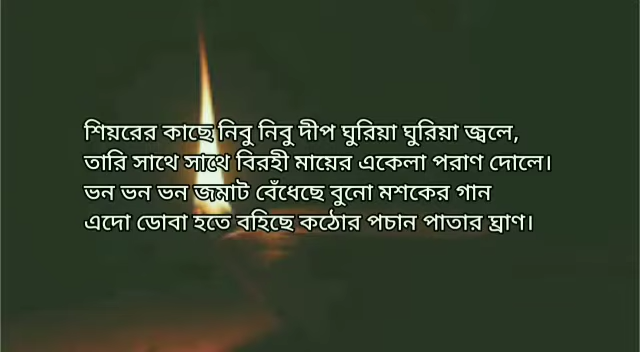 শিয়রের কাছে নিবু নিবু দীপ ঘুরিয়া ঘুরিয়া জ্বলে,
তারি সাথে সাথে বিরহী মায়ের একেলা পরাণ দোলে।
ভন ভন ভন জমাট বেঁধেছে বুনো মশকের গান
এদো ডোবা হতে বহিছে কঠোর পচান পাতার ঘ্রাণ।